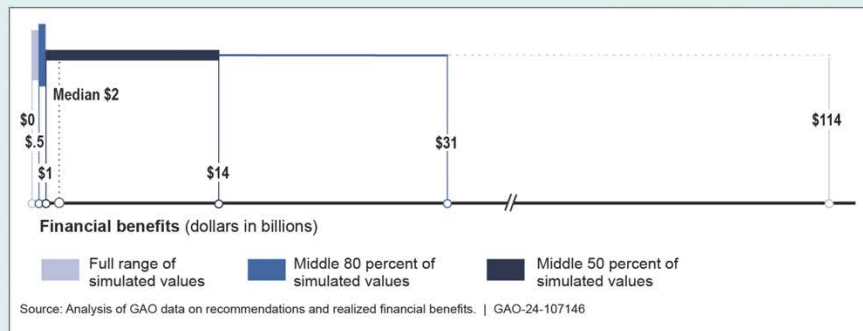 Median $2
$0
$.5
$1
$14
$31
$114
Financial benefits (dollars in billions)
Full range of
simulated values
Middle 80 percent of
simulated values
Middle 50 percent of
simulated values
Source: Analysis of GAO data on recommendations and realized financial benefits. | GAO-24-107146